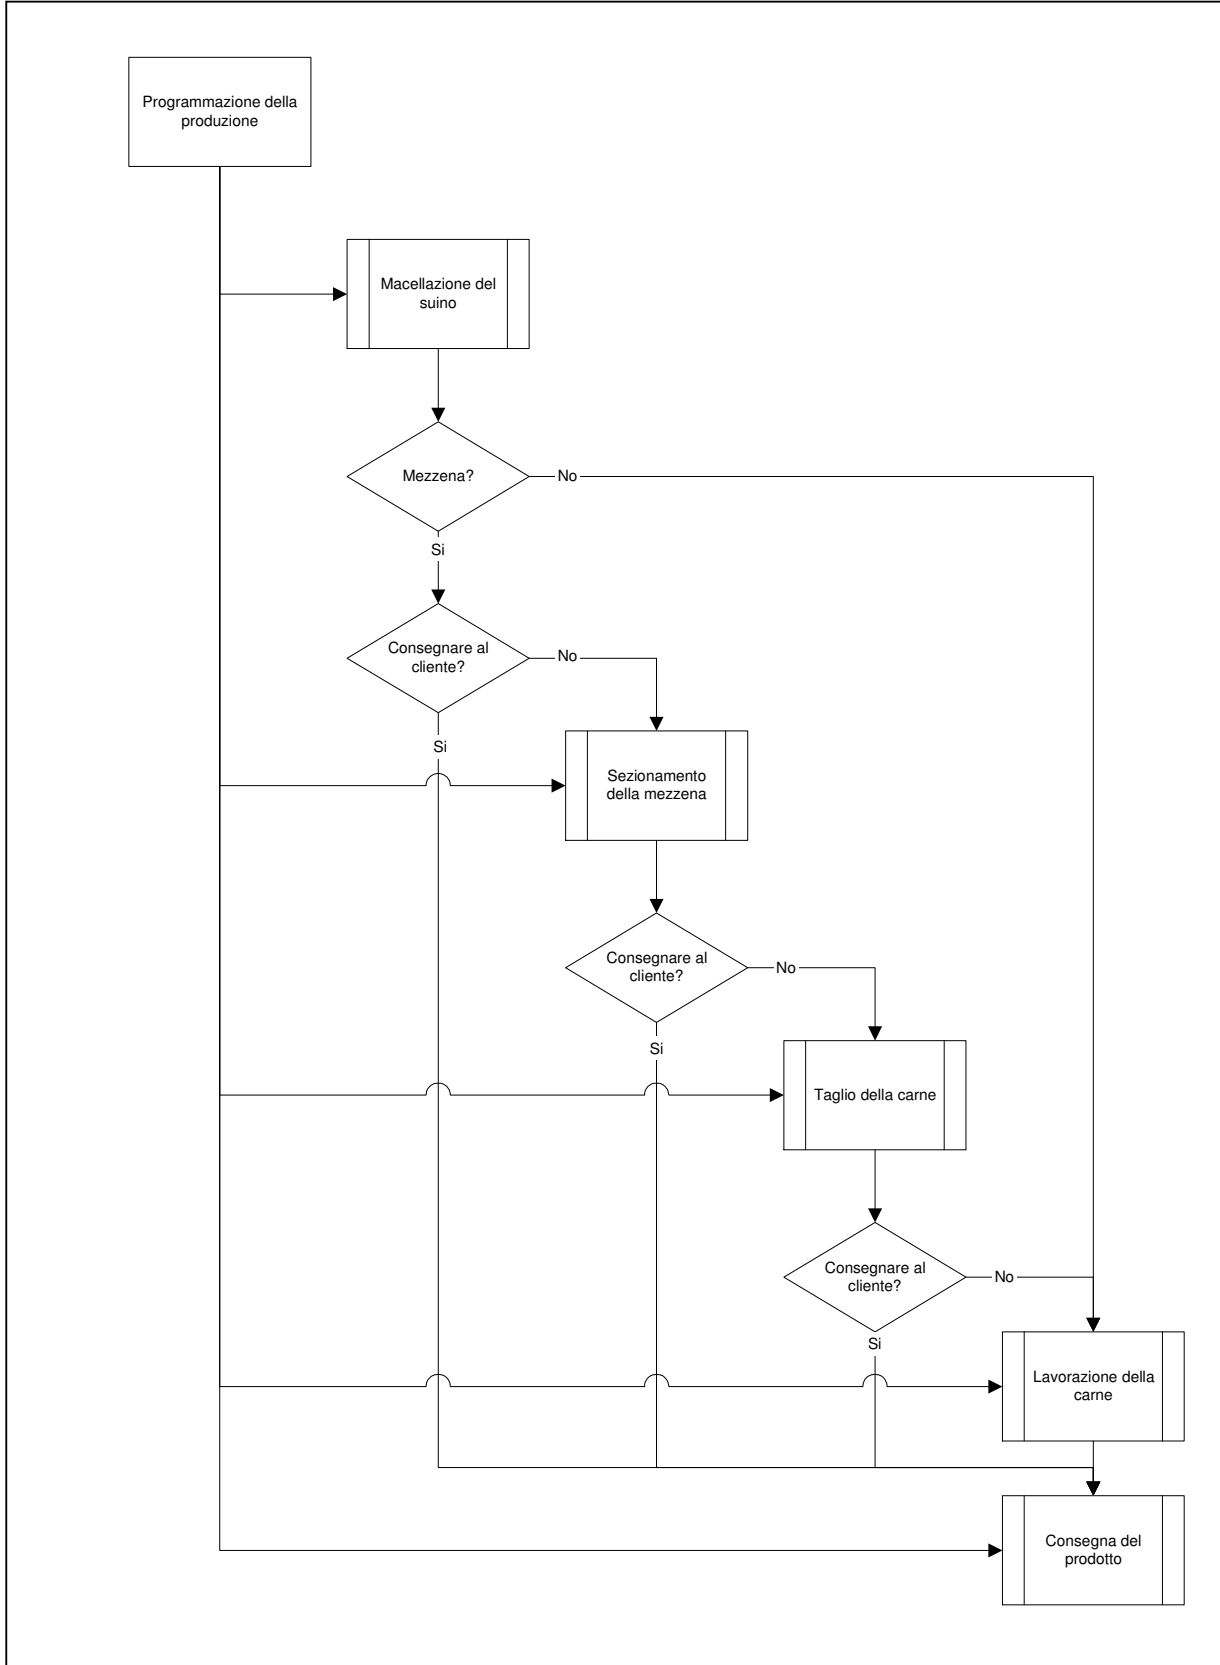 Programmazione della
produzione
Macellazione del
suino
Mezzena?
No
Si
Consegnare al
cliente?
No
Si
Sezionamento
della mezzena
Consegnare al
cliente?
No
Si
Taglio della carne
Consegnare al
cliente?
No
Si
Lavorazione della
carne
Consegna del
prodotto